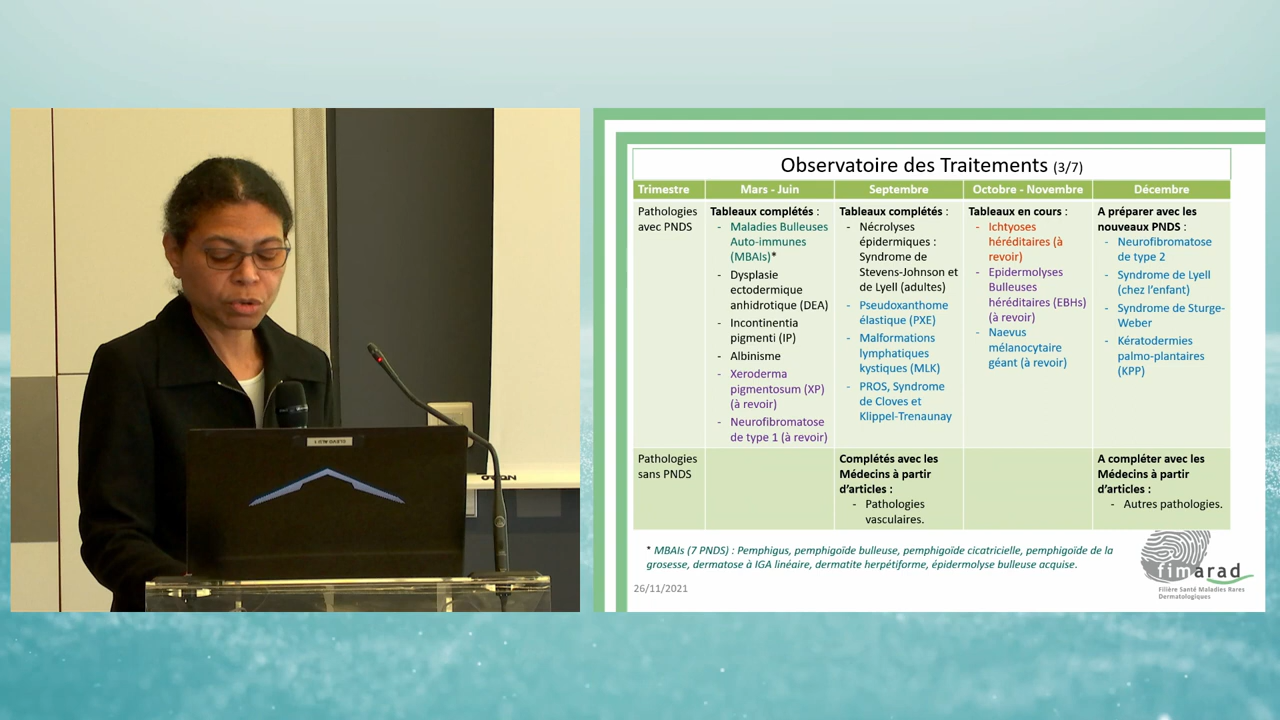 Observatoire des Traitements (3/7)
Trimestre
Mars - Juin
Septembre
Octobre - Novembre
Décembre
Pathologies
avec PNDS
Tableaux complétés :
- Maladies Bulleuses
Auto-immunes
(MBAIs)*
- Dysplasie
ectodermique
anhidrotique (DEA)
- Incontinentia
pigmenti (IP)
- Albinisme
- Xeroderma
pigmentosum (XP)
(à revoir)
- Neurofibromatose
de type 1 (à revoir)
Tableaux complétés :
- Nécrolyses
épidermiques :
Syndrome de
Stevens-Johnson et
de Lyell (adultes)
- Pseudoxanthome
élastique (PXE)
- Malformations
lymphatiques
kystiques (MLK)
- PROS, Syndrome
de Cloves et
Klippel-Trenaunay
Tableaux en cours :
- Ichtyoses
héréditaires (à
revoir)
- Epidermolyses
Bulleuses
héréditaires (EBHs)
(à revoir)
- Naevus
mélanocytaire
géant (à revoir)
A préparer avec les
nouveaux PNDS :
- Neurofibromatose
de type 2
- Syndrome de Lyell
(chez l'enfant)
- Syndrome de Sturge-
Weber
- Kératodermies
palmo-plantaires
(KPP)
Pathologies
sans PNDS
Complétés avec les
Médecins à partir
d'articles :
- Pathologies
vasculaires.
A compléter avec les
Médecins à partir
d'articles :
- Autres pathologies.
* MBAIs (7 PNDS) : Pemphigus, pemphigoïde bulleuse, pemphigoïde cicatricielle, pemphigoïde de la
grosesse, dermatose à IGA linéaire, dermatite herpétiforme, épidermolyse bulleuse acquise.
26/11/2021
fimarad
Filière Santé Maladies Rares
Dermatologiques